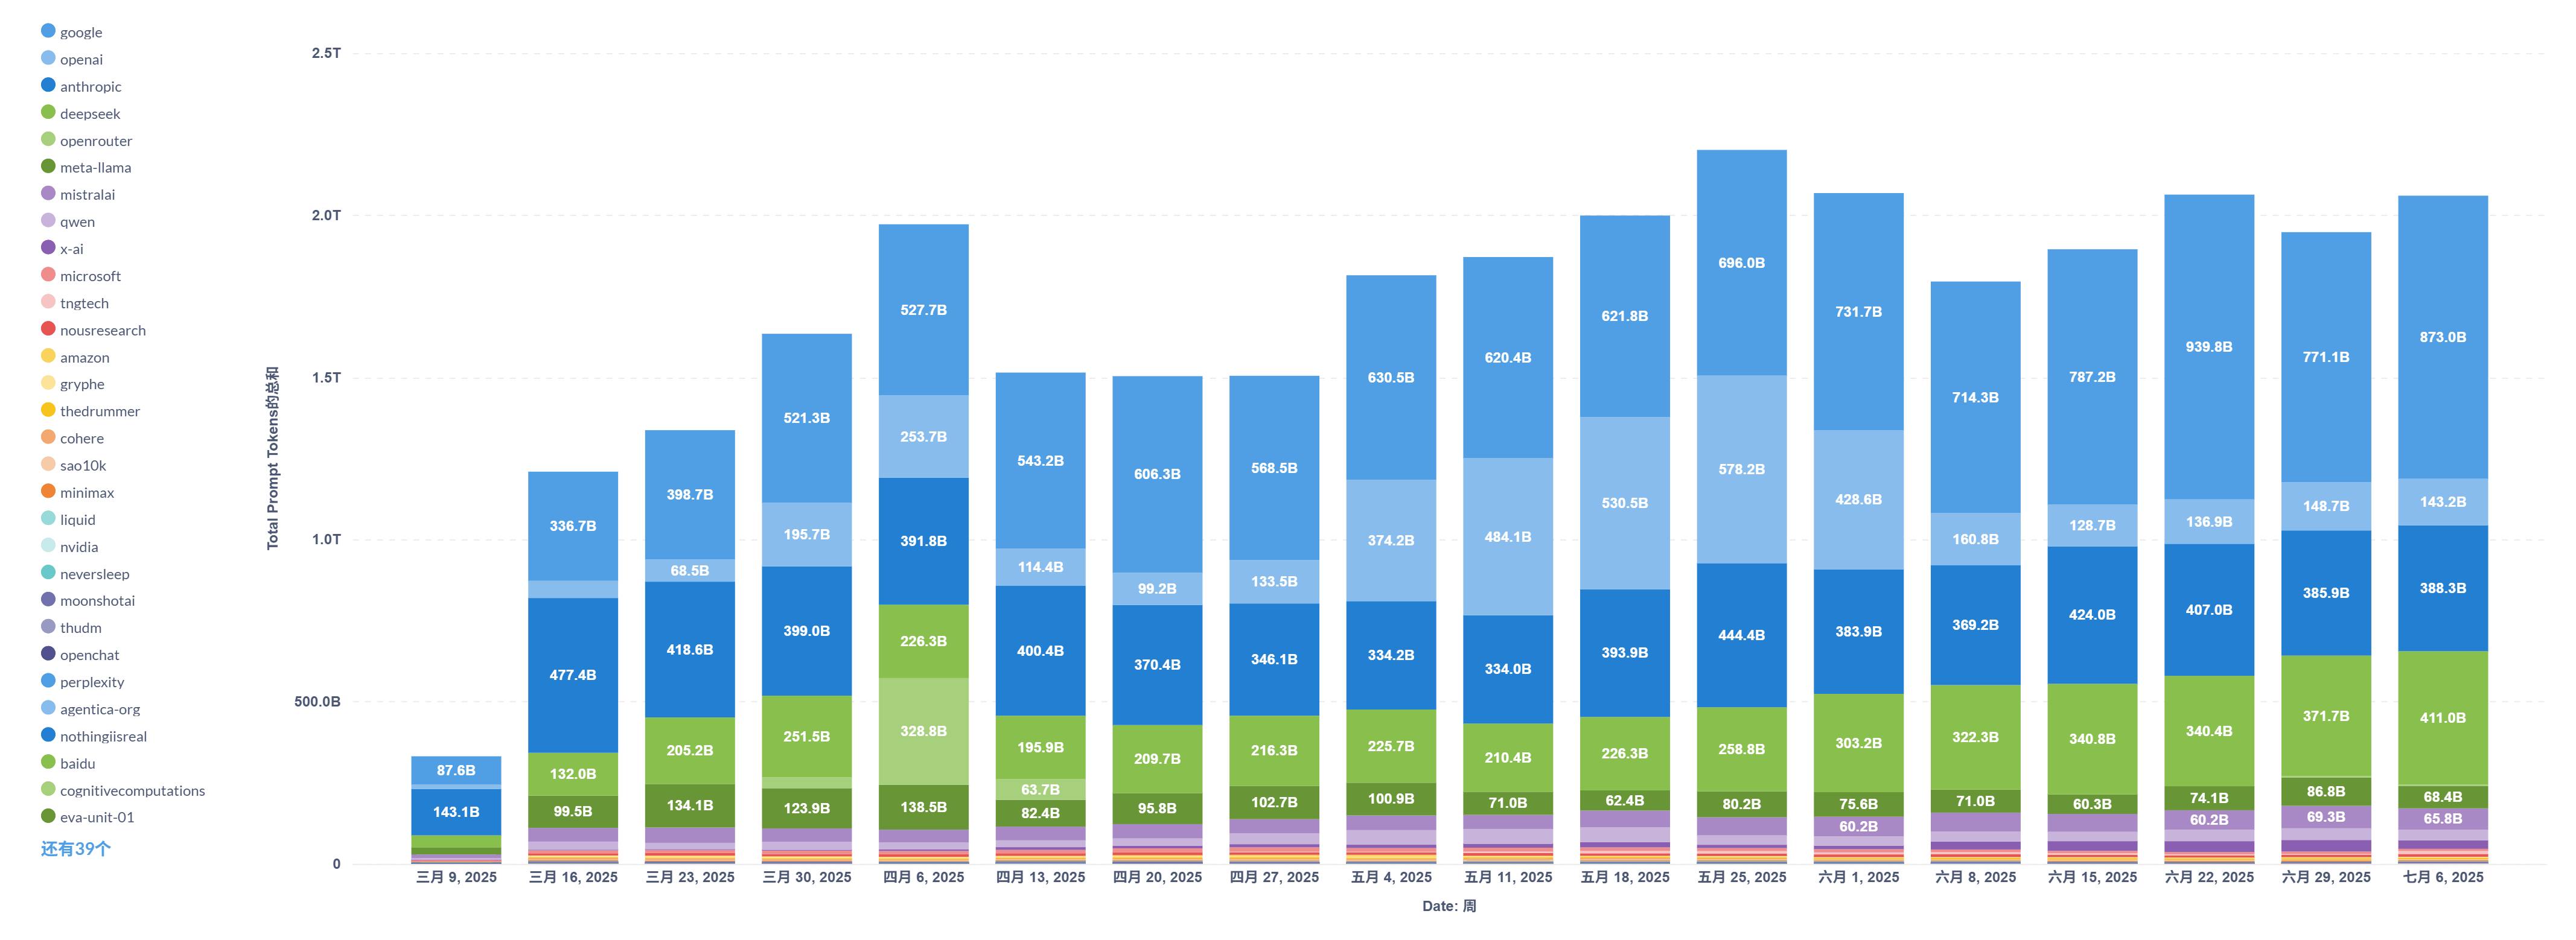 google
openai
anthropic
deepseek
openrouter
meta-llama
mistralai
qwen
x-ai
microsoft
tngtech
nousresearch
amazon
gryphe
thedrummer
cohere
sao10k
minimax
liquid
nvidia
neversleep
moonshotai
thudm
openchat
perplexity
agentica-org
nothingiisreal
baidu
cognitivecomputations
eva-unit-01
还有39个
Total Prompt Tokens的总和
2.5T
2.0T
1.5T
1.0T
500.0B
0
87.6B
143.1B
336.7B
477.4B
132.0B
99.5B
398.7B
68.5B
418.6B
205.2B
134.1B
521.3B
195.7B
399.0B
251.5B
123.9B
527.7B
253.7B
391.8B
226.3B
328.8B
138.5B
543.2B
114.4B
400.4B
195.9B
63.7B
82.4B
606.3B
99.2B
370.4B
209.7B
95.8B
568.5B
133.5B
346.1B
216.3B
102.7B
630.5B
374.2B
334.2B
225.7B
100.9B
620.4B
484.1B
334.0B
210.4B
71.0B
621.8B
530.5B
393.9B
226.3B
62.4B
696.0B
578.2B
444.4B
258.8B
80.2B
731.7B
428.6B
383.9B
303.2B
75.6B
60.2B
714.3B
160.8B
369.2B
322.3B
71.0B
787.2B
128.7B
424.0B
340.8B
60.3B
939.8B
136.9B
407.0B
340.4B
74.1B
60.2B
771.1B
148.7B
385.9B
371.7B
86.8B
69.3B
873.0B
143.2B
388.3B
411.0B
68.4B
65.8B
三月 9, 2025
三月 16, 2025
三月 23, 2025
三月 30, 2025
四月 6, 2025
四月 13, 2025
四月 20, 2025
四月 27, 2025
五月 4, 2025
五月 11, 2025
五月 18, 2025
五月 25, 2025
六月 1, 2025
六月 8, 2025
六月 15, 2025
六月 22, 2025
六月 29, 2025
七月 6, 2025
Date: 周